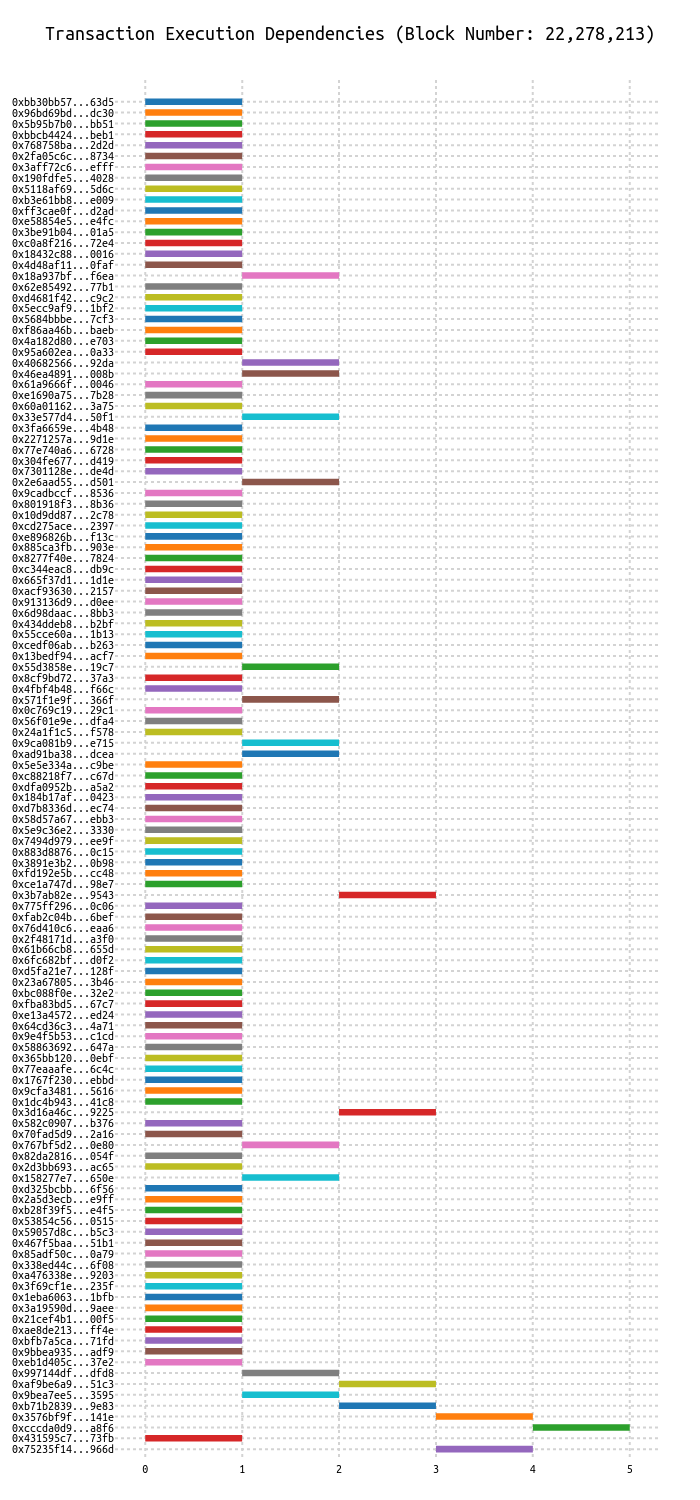 Transaction Execution Dependencies (Block Number: 22,278,213)
0xbb30bb57...63d5
0x96bd69bd...dc30
0x5b95b7b0...bb51
0xbbcb4424...beb1
0x768758ba...2d2d
0x2fa05c6c...8734
0x3aff72c6...efff
0x190fdfe5...4028
0x5118af69...5d6c
0xb3e61bb8...e009
0xff3cae0f...d2ad
0xe58854e5...e4fc
0x3be91b04...01a5
0xc0a8f216...72e4
0x18432c88...0016
0x4d48af11...0faf
0x18a937bf...f6ea
0x62e85492...77b1
0xd4681f42...c9c2
0x5ecc9af9...1bf2
0x5684bbbe...7cf3
0xf86aa46b...baeb
0x4a182d80...e703
0x95a602ea...0a33
0x40682566...92da
0x46ea4891...008b
0x61a9666f...0046
0xe1690a75...7b28
0x60a01162...3a75
0x33e577d4...50f1
0x3fa6659e...4b48
0x2271257a...9d1e
0x77e740a6...6728
0x304fe677...d419
0x7301128e...de4d
0x2e6aad55...d501
0x9cadbccf...8536
0x801918f3...8b36
0x10d9dd87...2c78
0xcd275ace...2397
0xe896826b...f13c
0x885ca3fb...903e
0x8277f40e...7824
0xc344eac8...db9c
0x665f37d1...1d1e
0xacf93630...2157
0x913136d9...d0ee
0x6d98daac...8bb3
0x434ddeb8...b2bf
0x55cce60a...1b13
0xcedf06ab...b263
0x13bedf94...acf7
0x55d3858e...19c7
0x8cf9bd72...37a3
0x4fbf4b48...f66c
0x571f1e9f...366f
0x0c769c19...29c1
0x56f01e9e...dfa4
0x24a1f1c5...f578
0x9ca081b9...e715
0xad91ba38...dcea
0x5e5e334a...c9be
0xc88218f7...c67d
0xdfa0952b...a5a2
0x184b17af...0423
0xd7b8336d...ec74
0x58d57a67...ebb3
0x5e9c36e2...3330
0x7494d979...ee9f
0x883d8876...0c15
0x3891e3b2...0b98
0xfd192e5b...cc48
0xce1a747d...98e7
0x3b7ab82e...9543
0x775ff296...0c06
0xfab2c04b...6bef
0x76d410c6...eaa6
0x2f48171d...a3f0
0x61b66cb8...655d
0x6fc682bf...d0f2
0xd5fa21e7...128f
0x23a67805...3b46
0xbc088f0e...32e2
0xfba83bd5...67c7
0xe13a4572...ed24
0x64cd36c3...4a71
0x9e4f5b53...c1cd
0x58863692...647a
0x365bb120...0ebf
0x77eaaafe...6c4c
0x1767f230...ebbd
0x9cfa3481...5616
0x1dc4b943...41c8
0x3d16a46c...9225
0x582c0907...b376
0x70fad5d9...2a16
0x767bf5d2...0e80
0x82da2816...054f
0x2d3bb693...ac65
0x158277e7...650e
0xd325bcbb...6f56
0x2a5d3ecb...e9ff
0xb28f39f5...e4f5
0x53854c56...0515
0x59057d8c...b5c3
0x467f5baa...51b1
0x85adf50c...0a79
0x338ed44c...6f08
0xa476338e...9203
0x3f69cf1e...235f
0x1eba6063...1bfb
0x3a19590d...9aee
0x21cef4b1...00f5
0xae8de213...ff4e
0xbfb7a5ca...71fd
0x9bbea935...adf9
0xeb1d405c...37e2
0x997144df...dfd8
0xaf9be6a9...51c3
0x9bea7ee5...3595
0xb71b2839...9e83
0x3576bf9f...141e
0xcccda0d9...a8f6
0x431595c7...73fb
0x75235f14...966d
0 1 2 3 4 5